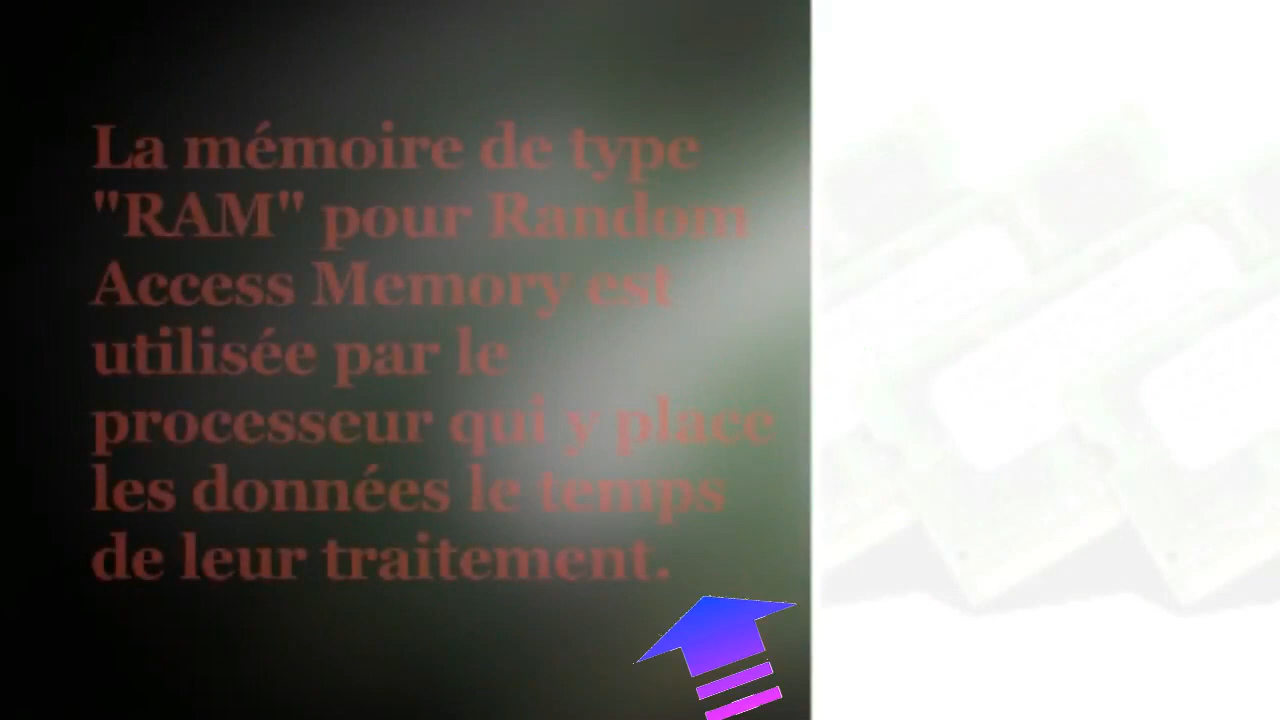 La mémoire de type
"RAM" pour Random
Access Memory est
utilisée par le
processeur qui y place
les données le temps
de leur traitement.